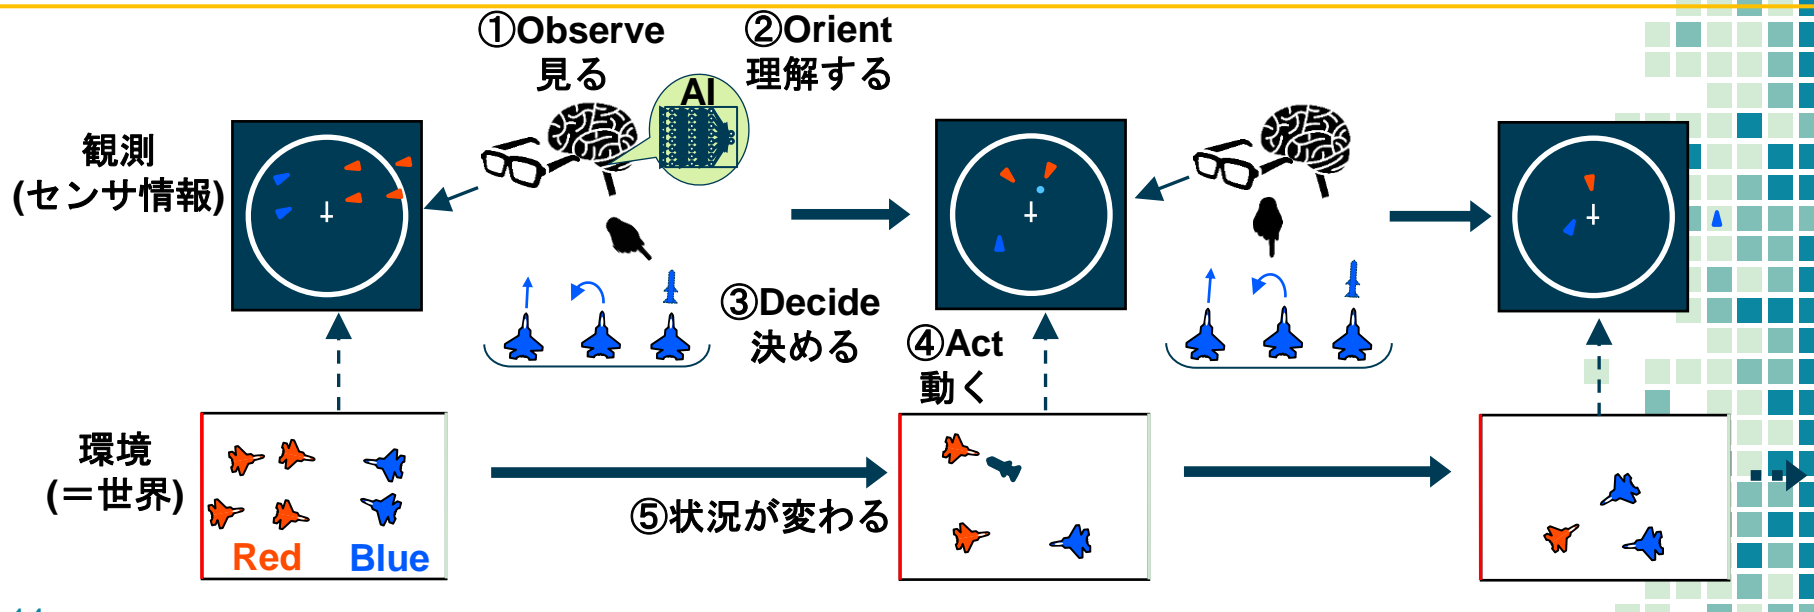 ①Observe
見る
②Orient
理解する
AI
観測
(センサ情報)
③Decide
決める
④Act
動く
環境
(＝世界)
Red
Blue
⑤状況が変わる